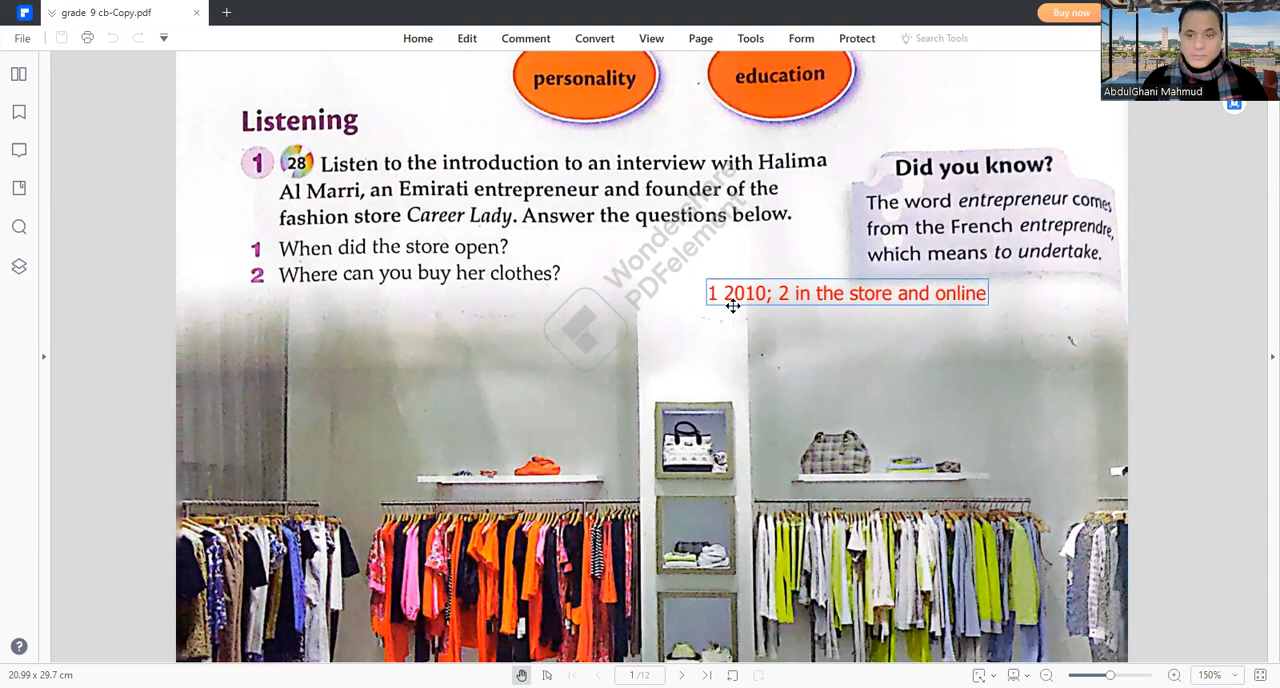 grade 9 cb-Copy.pdf
Buy now
File
Home Edit Comment Convert View Page Tools Form Protect Search Tools
AbdulGhani Mahmud
personality
education
Listening
1 28 Listen to the introduction to an interview with Halima
Al Marri, an Emirati entrepreneur and founder of the
fashion store Career Lady. Answer the questions below.
1 When did the store open?
2 Where can you buy her clothes?
Did you know?
The word entrepreneur comes
from the French entreprendre,
which means to undertake.
1 2010; 2 in the store and online
Wondershare
PDFelement
20.99 x 29.7 cm
1 /12
150%